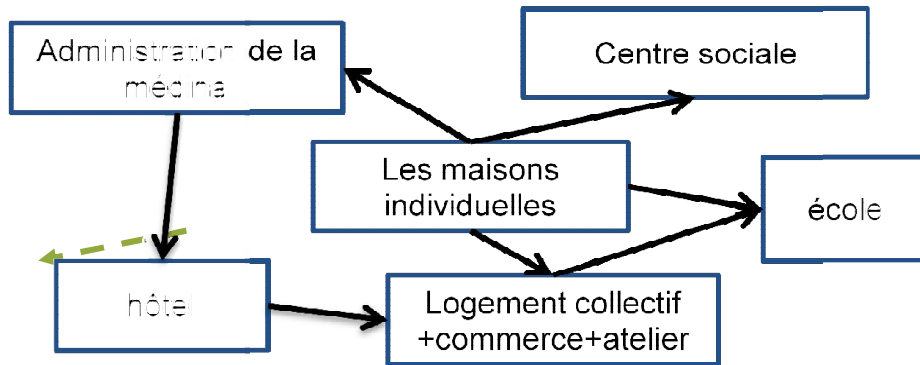 Administration de la
médina
Centre sociale
Les maisons
individuelles
école
hôtel
Logement collectif
+commerce+atelier